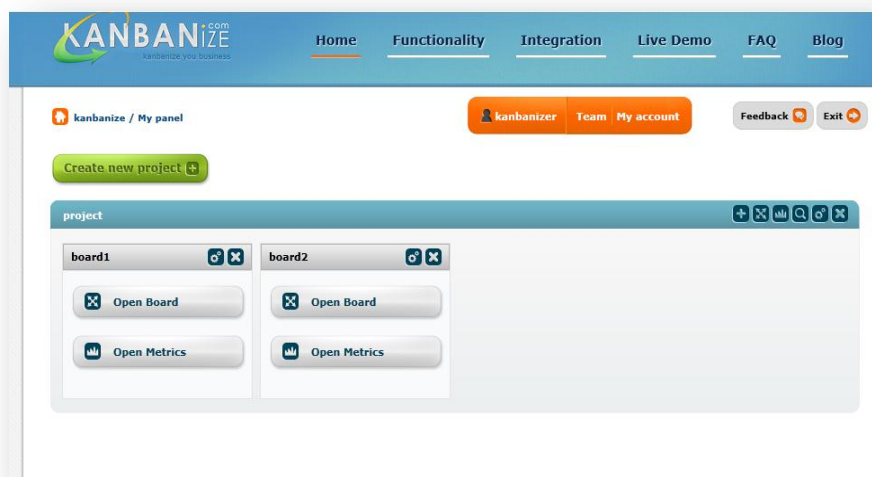 KANBANiZE .com
kanbanize you business
Home Functionality Integration Live Demo FAQ Blog
kanbanize / My panel
kanbanizer Team My account
Feedback Exit
Create new project
project
board1 board2
Open Board Open Board
Open Metrics Open Metrics